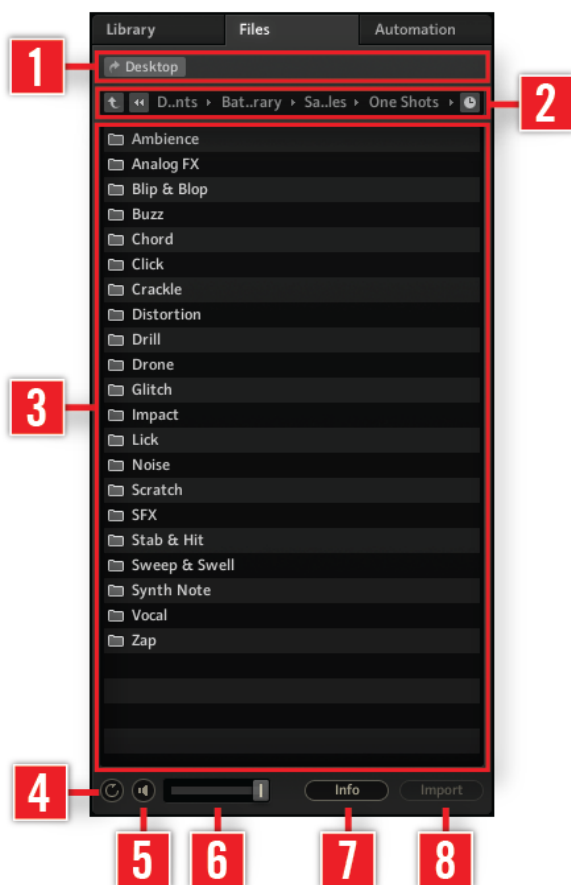 Library Files Automation
1
Desktop
D..nts Bat..rary Sa..les One Shots
2
Ambience
Analog FX
Blip & Blop
Buzz
Chord
Click
Crackle
Distortion
Drill
Drone
Glitch
3
Impact
Lick
Noise
Scratch
SFX
Stab & Hit
Sweep & Swell
Synth Note
Vocal
Zap
4
Info Import
5 6 7 8